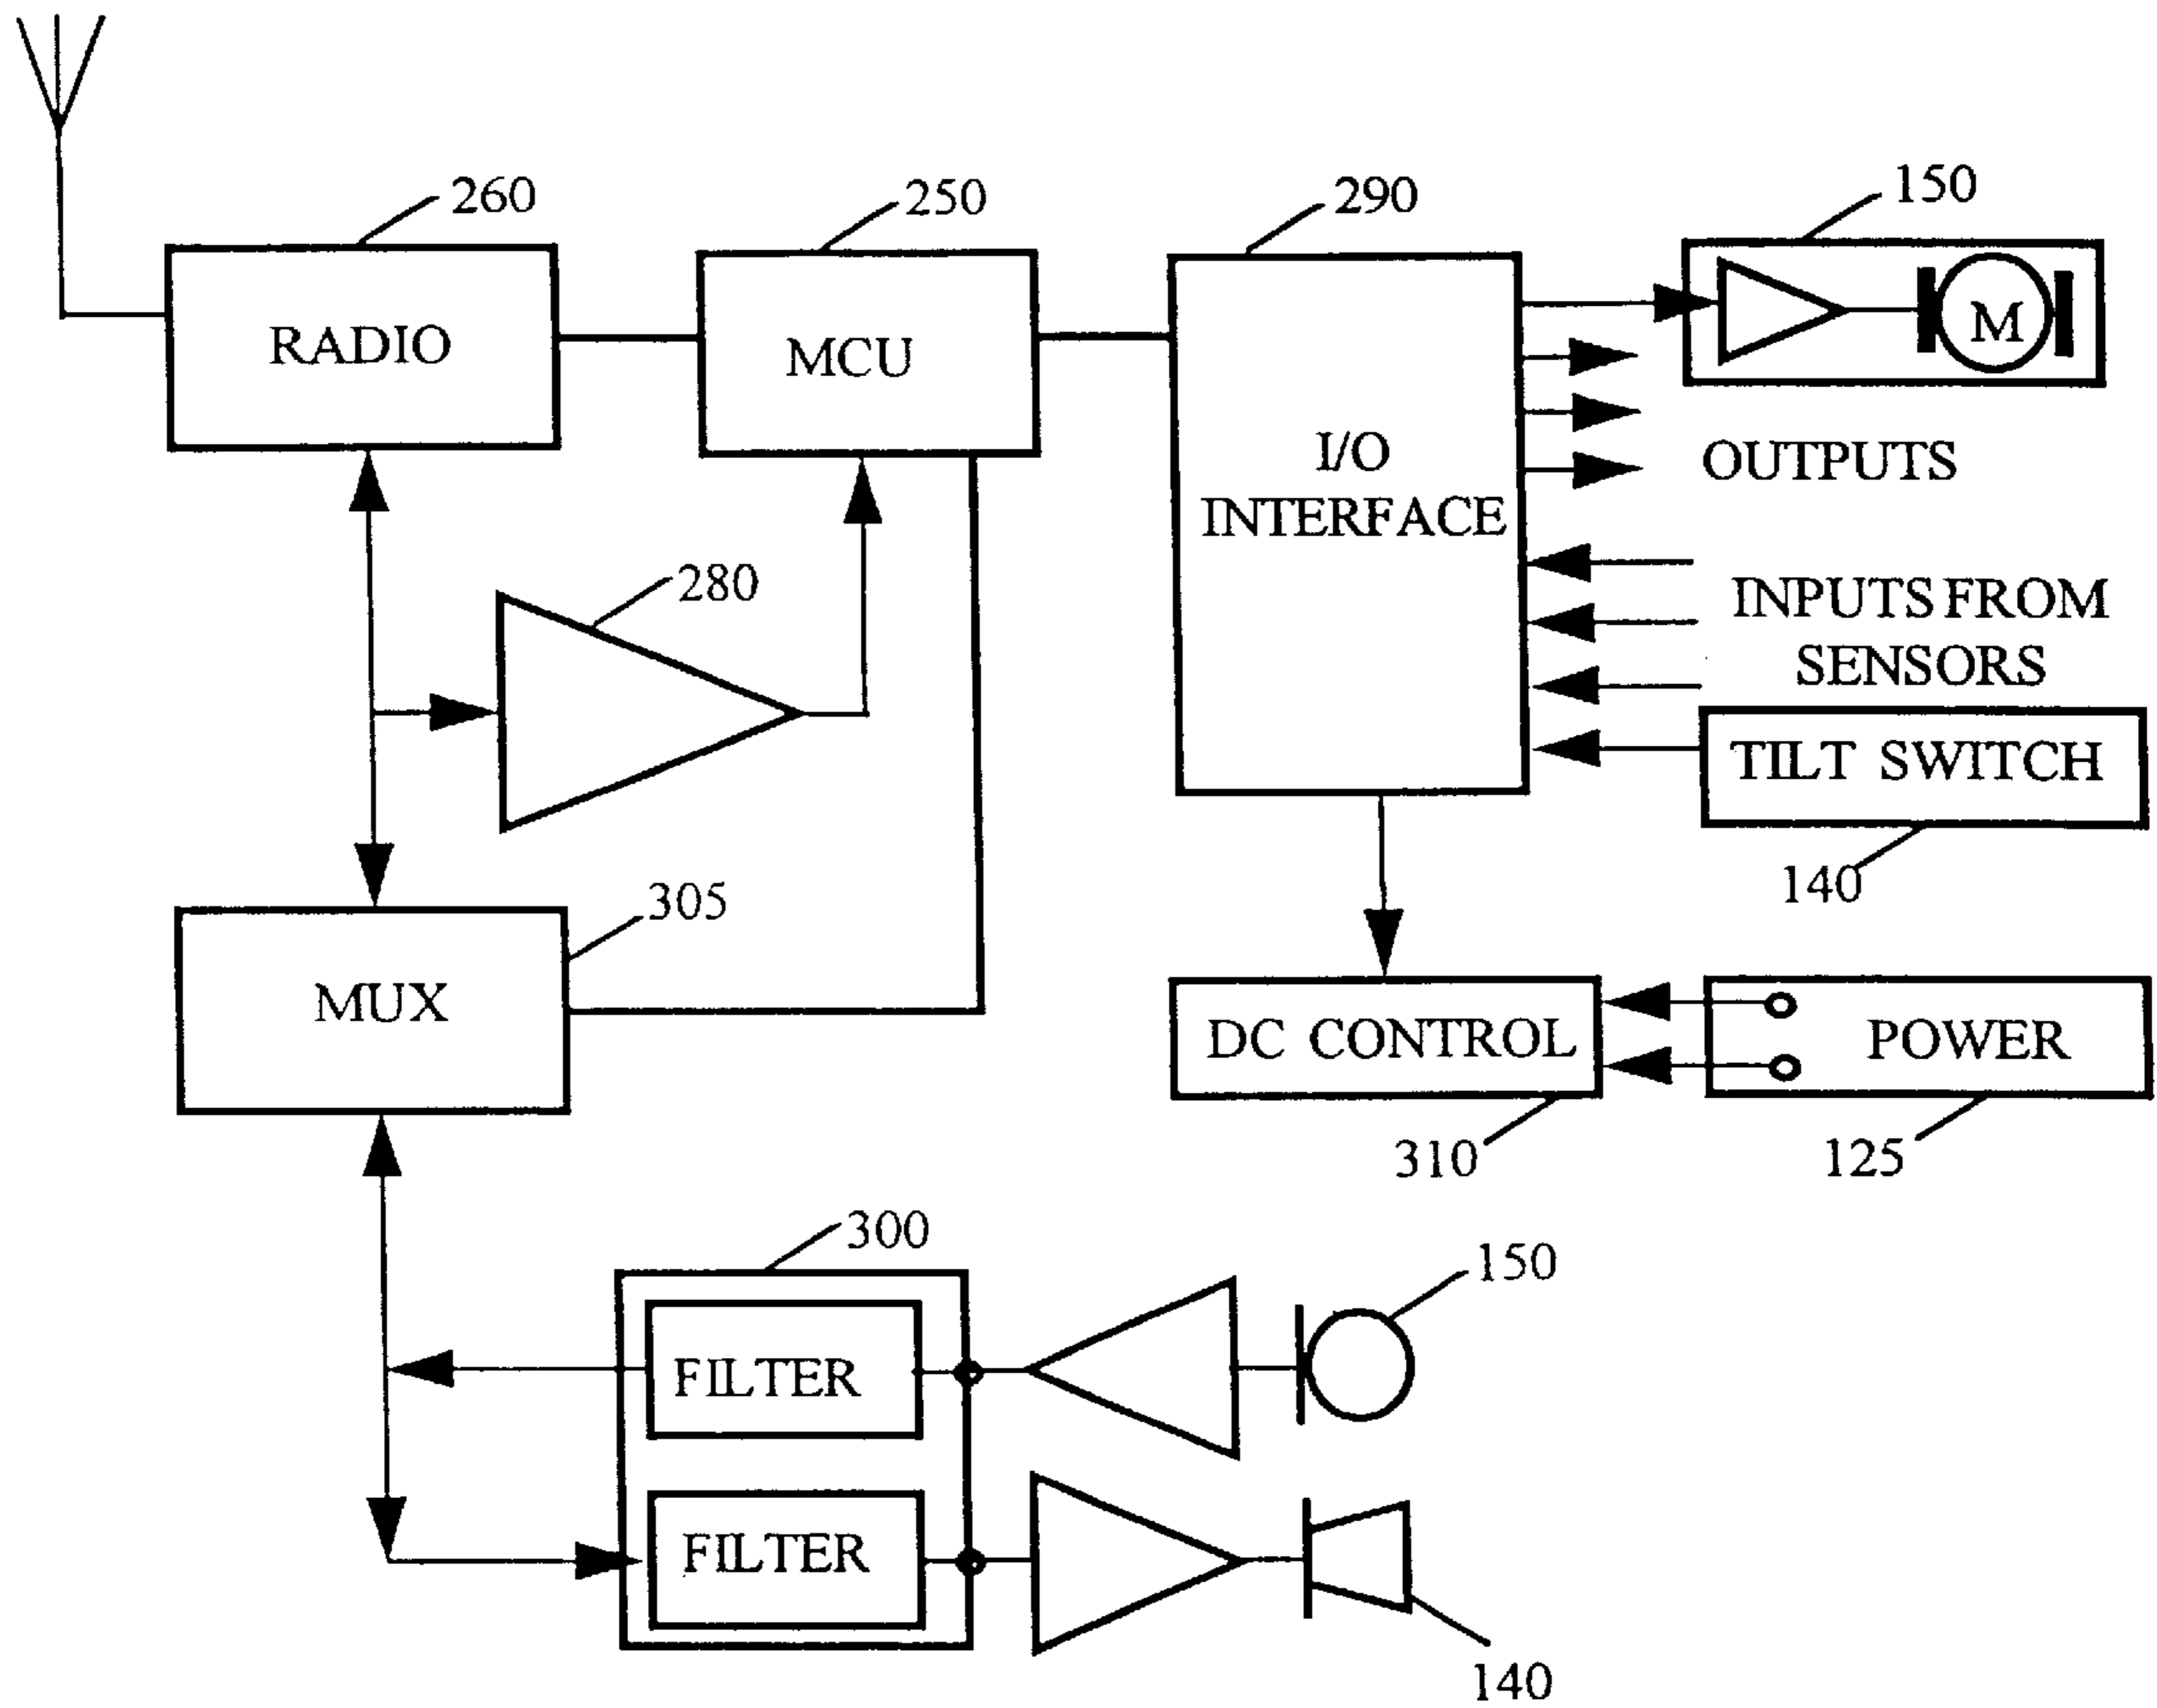 260
250
290
150
RADIO
MCU
M
I/O
INTERFACE
OUTPUTS
280
INPUTS FROM
SENSORS
TILT SWITCH
140
305
MUX
DC CONTROL
POWER
310
125
300
150
FILTER
FILTER
140